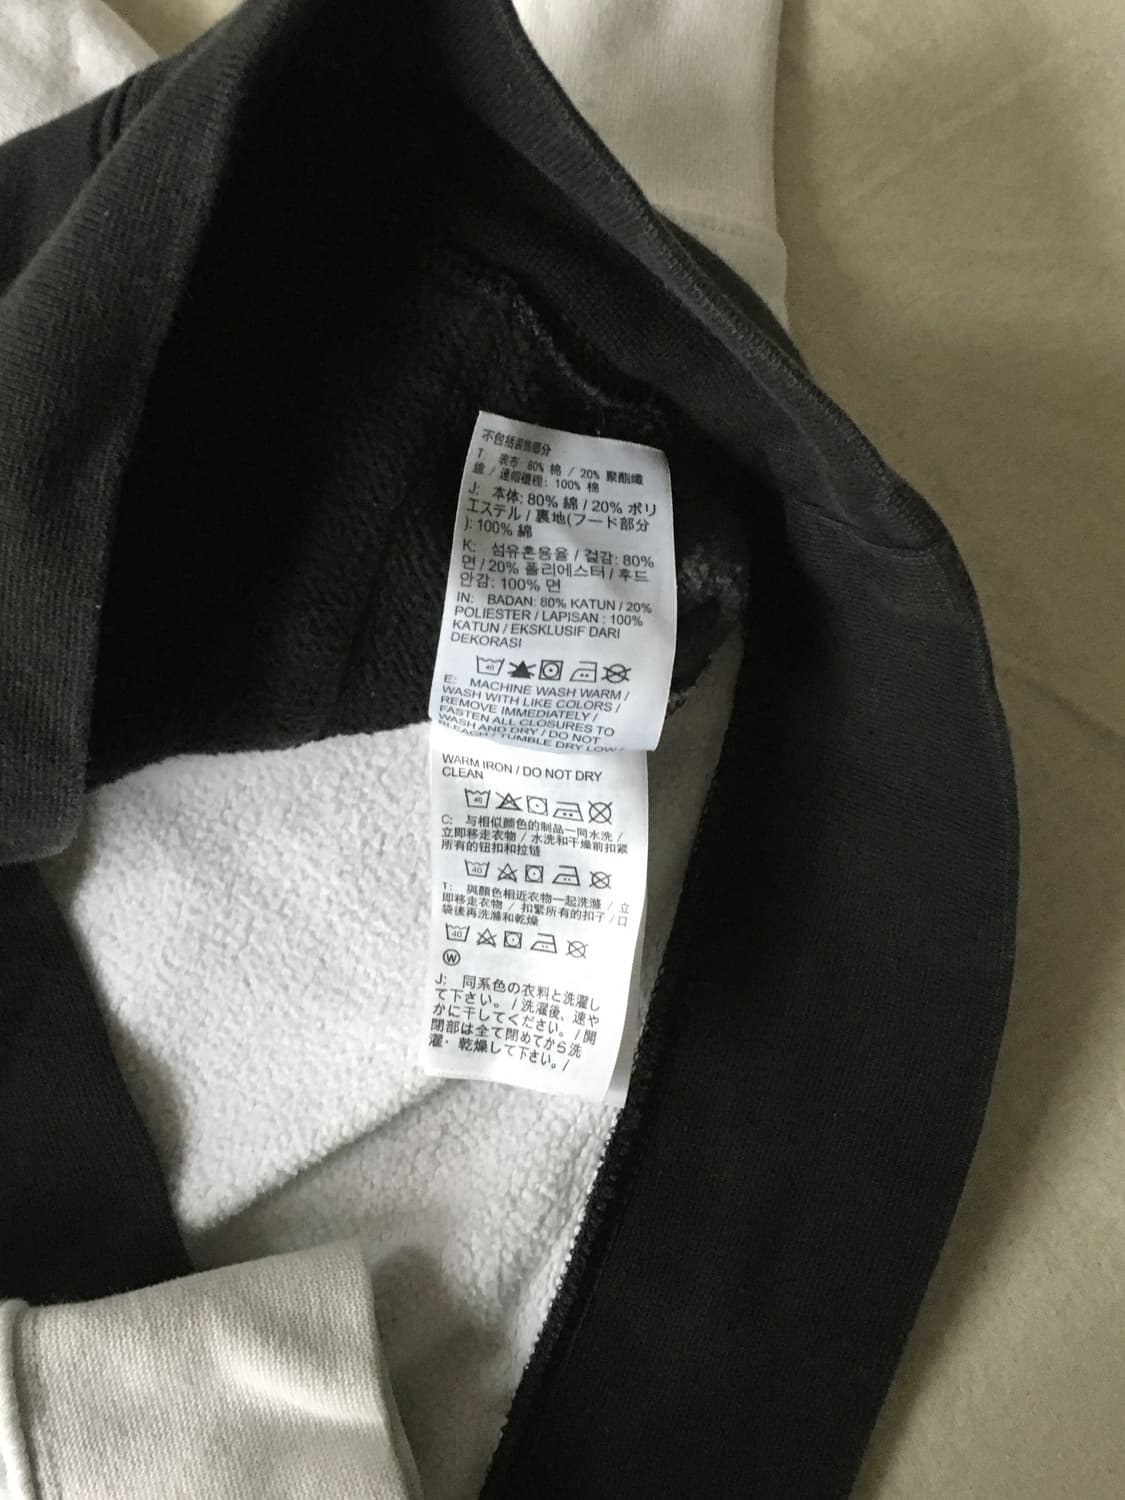 不包括裝飾部分
T: 表布 80% 棉 / 20% 聚酯纖
維 / 連帽襯裡: 100% 棉
J: 本体: 80% 綿 / 20% ポリ
エステル / 裏地(フード部分
): 100% 綿
K: 섬유혼용율 / 겉감: 80%
면 / 20% 폴리에스터 / 후드
안감: 100% 면
IN: BADAN: 80% KATUN / 20%
POLIESTER / LAPISAN : 100%
KATUN / EKSKLUSIF DARI
DEKORASI
40
E: MACHINE WASH WARM /
WASH WITH LIKE COLORS /
REMOVE IMMEDIATELY /
FASTEN ALL CLOSURES TO
WASH AND DRY / DO NOT
BLEACH / TUMBLE DRY LOW /
WARM IRON / DO NOT DRY
CLEAN
40
C: 与相似颜色的制品一同水洗 /
立即移走衣物 / 水洗和干燥前扣紧
所有的钮扣和拉链
40
T: 與顏色相近衣物一起洗滌 / 立
即移走衣物 / 扣緊所有的扣子 / 口
袋後再洗滌和乾燥
40
W
J: 同系色の衣料と洗濯し
て下さい。 / 洗濯後、速や
かに干してください。 / 開
閉部は全て閉めてから洗
濯・乾燥して下さい。 /